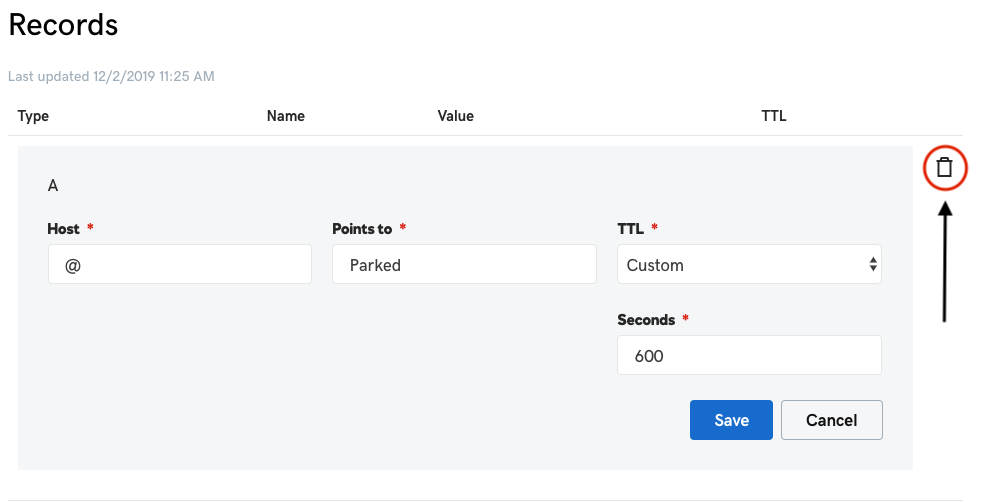 Records
Last updated 12/2/2019 11:25 AM
Type Name Value TTL
A
Host * Points to * TTL *
@ Parked Custom
Seconds *
600
Save Cancel